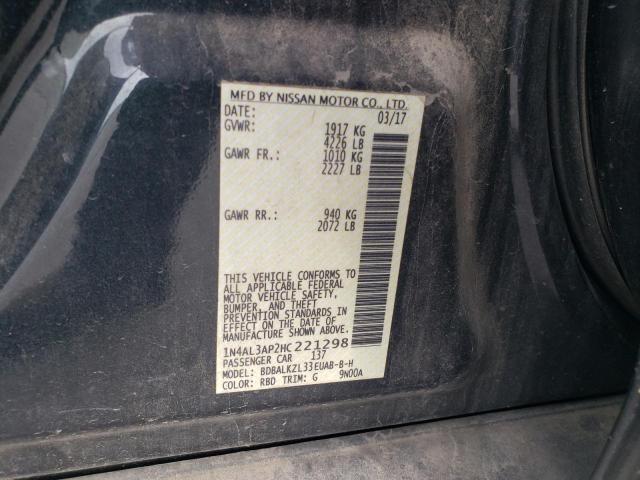 MFD BY NISSAN MOTOR CO., LTD.
DATE: 03/17
GVWR: 1917 KG
4226 LB
GAWR FR.: 1010 KG
2227 LB
GAWR RR.: 940 KG
2072 LB
THIS VEHICLE CONFORMS TO
ALL APPLICABLE FEDERAL
MOTOR VEHICLE SAFETY,
BUMPER, AND THEFT
PREVENTION STANDARDS IN
EFFECT ON THE DATE OF
MANUFACTURE SHOWN ABOVE.
1N4AL3AP2HC221298
PASSENGER CAR 137
MODEL: BDBALKZL33EUAB-B-H
COLOR: RBD TRIM: G 9N00A